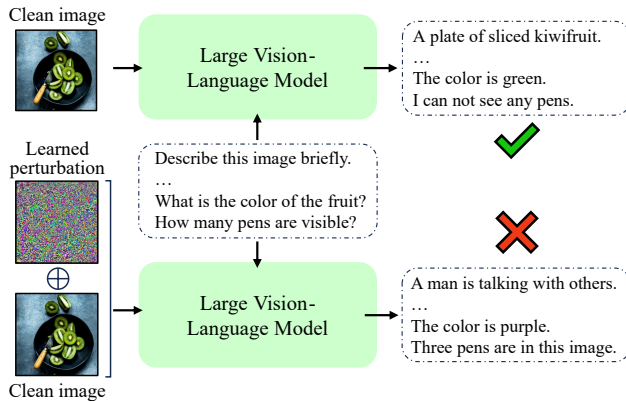 Clean image
Large Vision-
Language Model
A plate of sliced kiwifruit.
…
The color is green.
I can not see any pens.
Learned
perturbation
Describe this image briefly.
…
What is the color of the fruit?
How many pens are visible?
Clean image
Large Vision-
Language Model
A man is talking with others.
…
The color is purple.
Three pens are in this image.